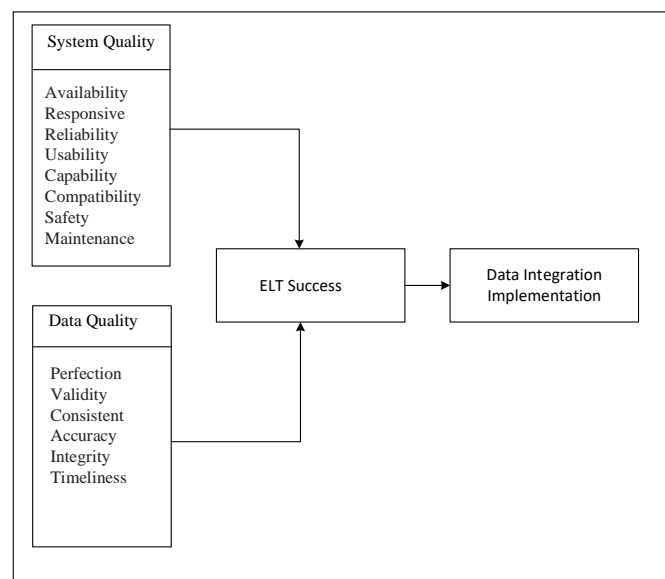 System Quality
Availability
Responsive
Reliability
Usability
Capability
Compatibility
Safety
Maintenance
ELT Success
Data Integration
Implementation
Data Quality
Perfection
Validity
Consistent
Accuracy
Integrity
Timeliness